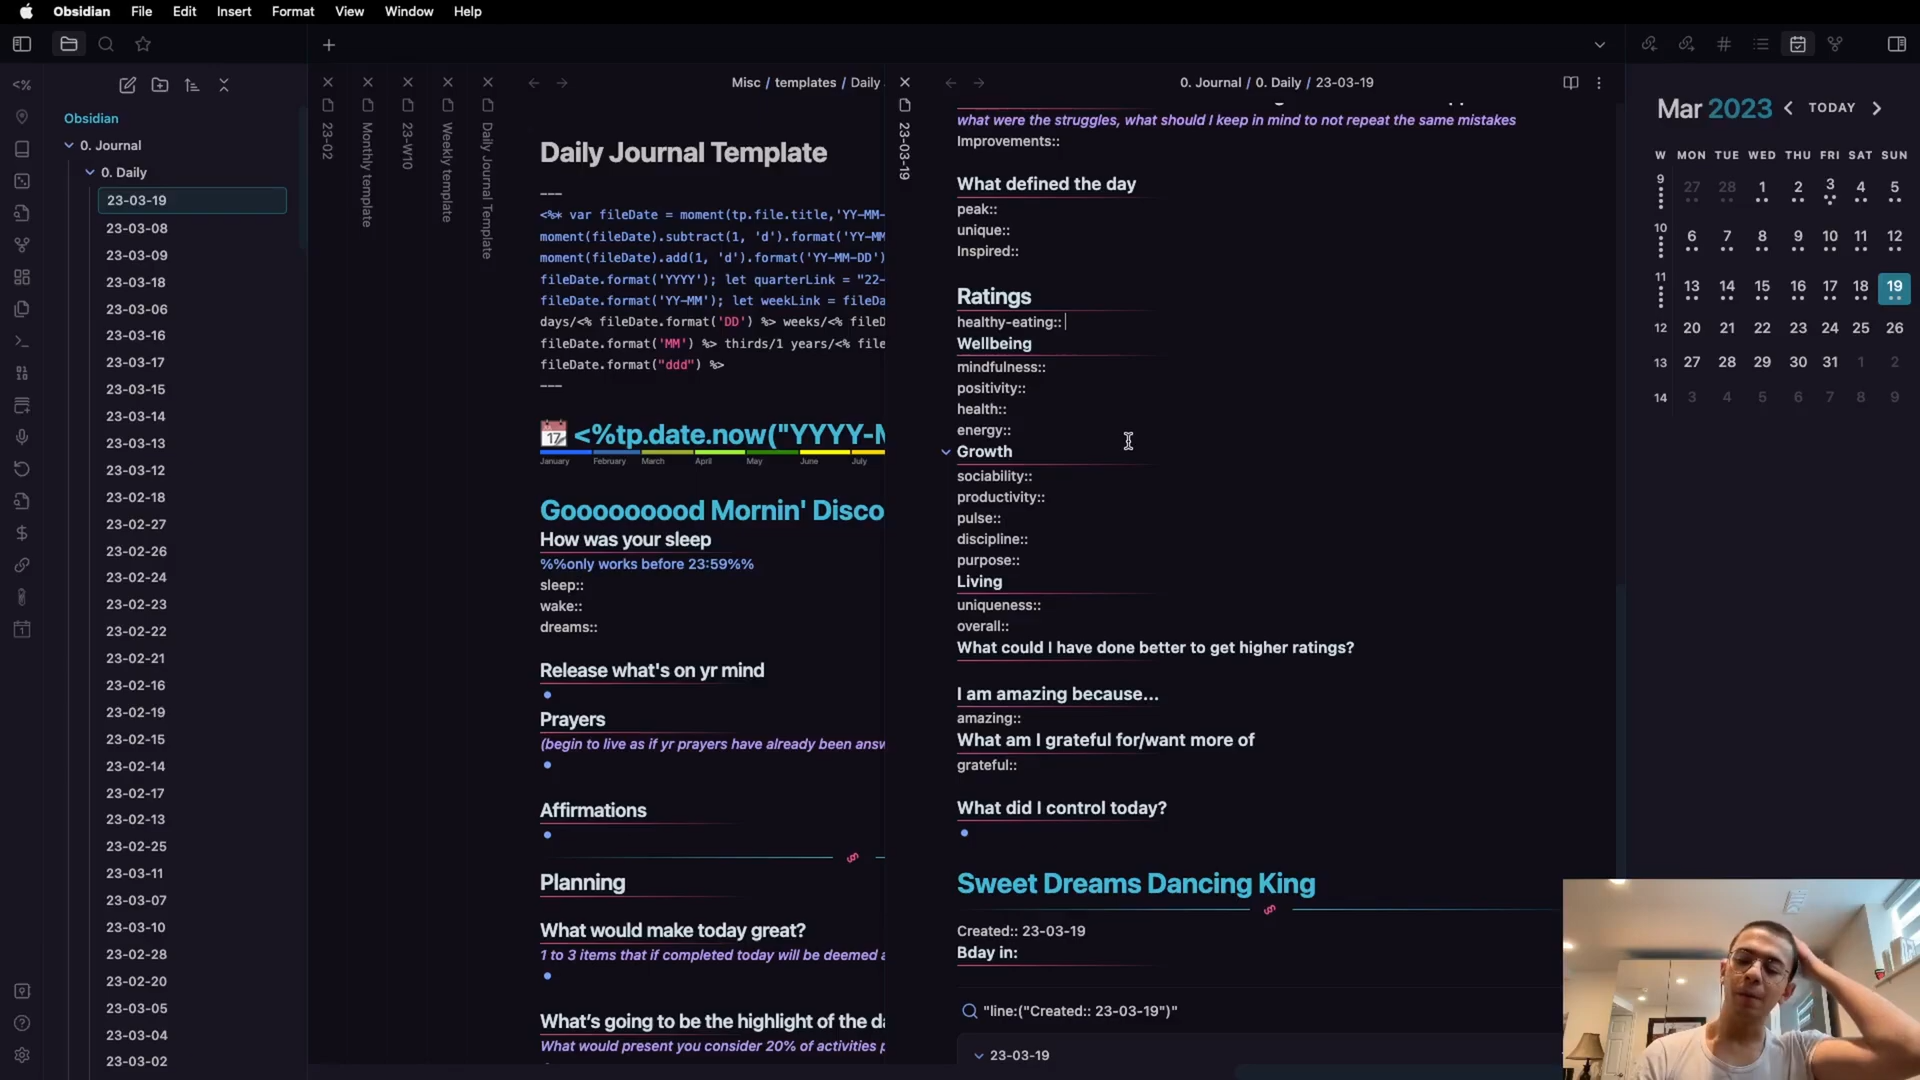 Obsidian File Edit Insert Format View Window Help
Obsidian
0. Journal
0. Daily
23-03-19
23-03-08
23-03-09
23-03-18
23-03-06
23-03-16
23-03-17
23-03-15
23-03-14
23-03-13
23-03-12
23-02-18
23-02-27
23-02-26
23-02-24
23-02-23
23-02-22
23-02-21
23-02-16
23-02-19
23-02-15
23-02-14
23-02-17
23-02-13
23-02-25
23-03-11
23-03-07
23-03-10
23-02-28
23-02-20
23-03-05
23-03-04
23-03-02
23-02
Monthly template
23-W10
Weekly template
Daily Journal Template
Misc / templates / Daily
Daily Journal Template
---
<%* var fileDate = moment(tp.file.title,'YY-MM-
moment(fileDate).subtract(1, 'd').format('YY-MM
moment(fileDate).add(1, 'd').format('YY-MM-DD')
fileDate.format('YYYY'); let quarterLink = "22-
fileDate.format('YY-MM'); let weekLink = fileDa
days/<% fileDate.format('DD') %> weeks/<% fileD
fileDate.format('MM') %> thirds/1 years/<% file
fileDate.format("ddd") %>
---
17 <%tp.date.now("YYYY-M
January February March April May June July
Gooooooood Mornin' Disco
How was your sleep
%%only works before 23:59%%
sleep::
wake::
dreams::
Release what's on yr mind
Prayers
(begin to live as if yr prayers have already been answ
Affirmations
Planning
What would make today great?
1 to 3 items that if completed today will be deemed a
What's going to be the highlight of the da
What would present you consider 20% of activities p
23-03-19
0. Journal / 0. Daily / 23-03-19
what were the struggles, what should I keep in mind to not repeat the same mistakes
Improvements::
What defined the day
peak::
unique::
Inspired::
Ratings
healthy-eating::
Wellbeing
mindfulness::
positivity::
health::
energy::
Growth
sociability::
productivity::
pulse::
discipline::
purpose::
Living
uniqueness::
overall::
What could I have done better to get higher ratings?
I am amazing because...
amazing::
What am I grateful for/want more of
grateful::
What did I control today?
Sweet Dreams Dancing King
Created:: 23-03-19
Bday in:
"line:("Created:: 23-03-19")"
23-03-19
Mar 2023 TODAY
W MON TUE WED THU FRI SAT SUN
9 27 28 1 2 3 4 5
10 6 7 8 9 10 11 12
11 13 14 15 16 17 18 19
12 20 21 22 23 24 25 26
13 27 28 29 30 31 1 2
14 3 4 5 6 7 8 9